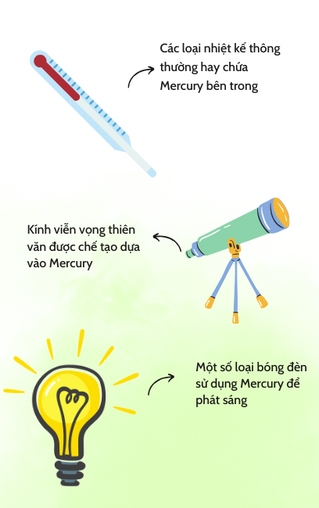 Các loại nhiệt kế thông
thường hay chứa
Mercury bên trong
Kính viễn vọng thiên
văn được chế tạo dựa
vào Mercury
Một số loại bóng đèn
sử dụng Mercury để
phát sáng